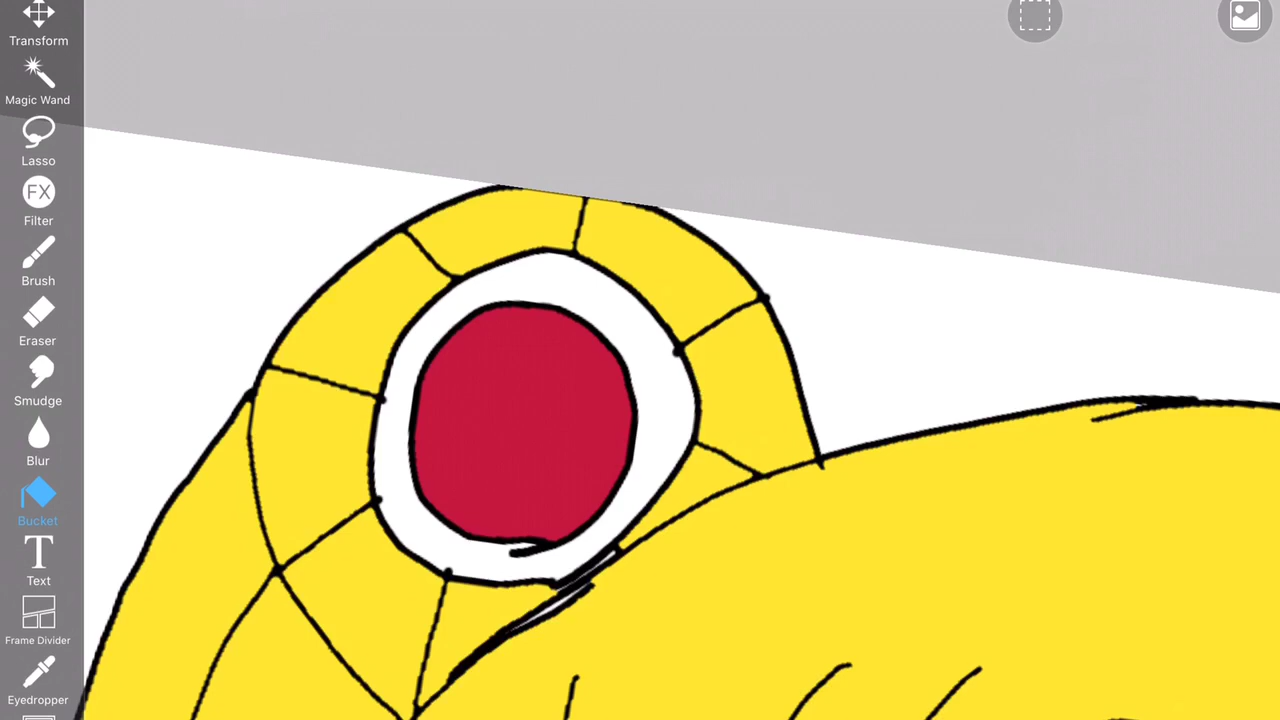 Transform
Magic Wand
Lasso
FX
Filter
Brush
Eraser
Smudge
Blur
Bucket
T
Text
Frame Divider
Eyedropper